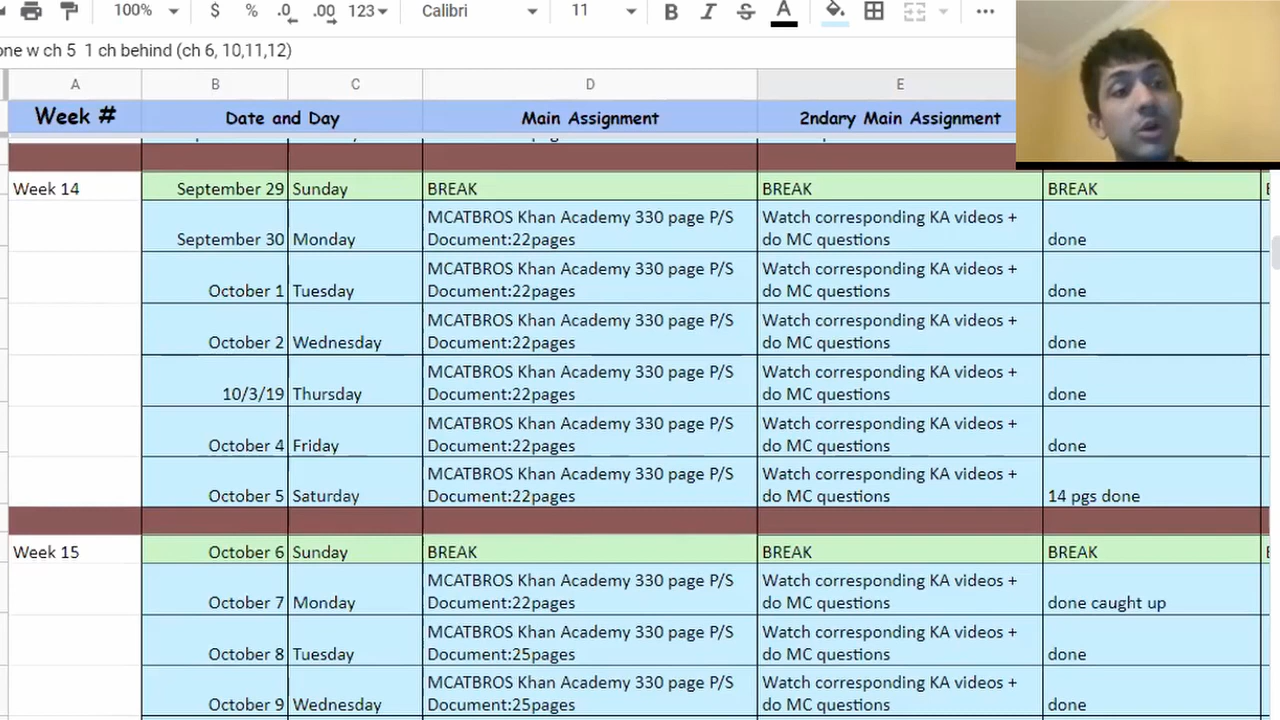 100% $ % .0 .00 123 Calibri 11 B I S A
one w ch 5 1 ch behind (ch 6, 10,11,12)
A B C D E
Week # Date and Day Main Assignment 2ndary Main Assignment
Week 14 September 29 Sunday BREAK BREAK BREAK
September 30 Monday MCATBROS Khan Academy 330 page P/S Document:22pages Watch corresponding KA videos + do MC questions done
October 1 Tuesday MCATBROS Khan Academy 330 page P/S Document:22pages Watch corresponding KA videos + do MC questions done
October 2 Wednesday MCATBROS Khan Academy 330 page P/S Document:22pages Watch corresponding KA videos + do MC questions done
10/3/19 Thursday MCATBROS Khan Academy 330 page P/S Document:22pages Watch corresponding KA videos + do MC questions done
October 4 Friday MCATBROS Khan Academy 330 page P/S Document:22pages Watch corresponding KA videos + do MC questions done
October 5 Saturday MCATBROS Khan Academy 330 page P/S Document:22pages Watch corresponding KA videos + do MC questions 14 pgs done
Week 15 October 6 Sunday BREAK BREAK BREAK
October 7 Monday MCATBROS Khan Academy 330 page P/S Document:22pages Watch corresponding KA videos + do MC questions done caught up
October 8 Tuesday MCATBROS Khan Academy 330 page P/S Document:25pages Watch corresponding KA videos + do MC questions done
October 9 Wednesday MCATBROS Khan Academy 330 page P/S Document:25pages Watch corresponding KA videos + do MC questions done